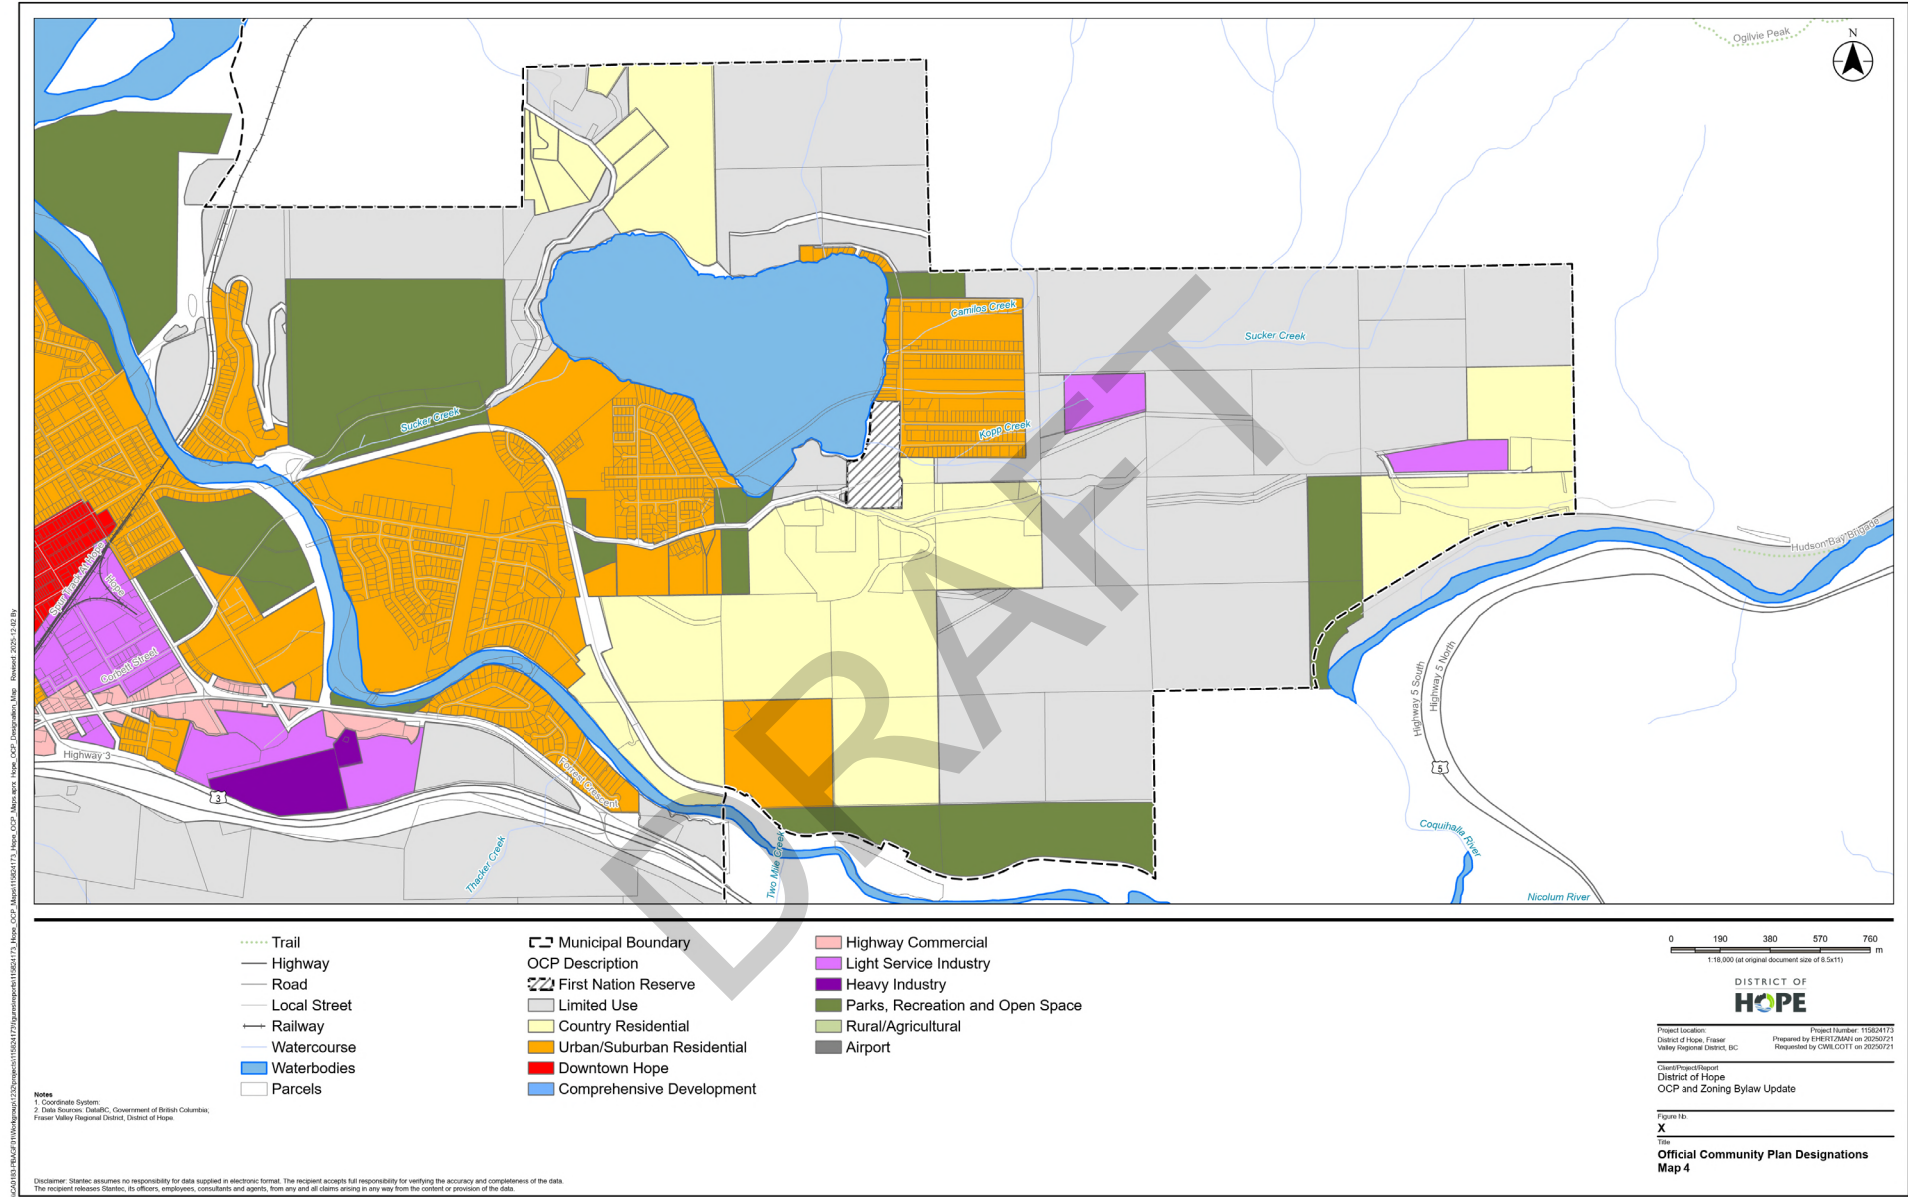 Ogilvie Peak
N
Camilos Creek
Sucker Creek
Sucker Creek
Kopp Creek
Hudson Bay Brigade
Spur Track At Hope
Hope
Corbett Street
Highway 5 South
Highway 5 North
Highway 3
3
5
Forrest Crescent
Thacker Creek
Two Mile Creek
Coquihalla River
Nicolum River
DRAFT
Trail
Highway
Road
Local Street
Railway
Watercourse
Waterbodies
Parcels
Municipal Boundary
OCP Description
First Nation Reserve
Limited Use
Country Residential
Urban/Suburban Residential
Downtown Hope
Comprehensive Development
Highway Commercial
Light Service Industry
Heavy Industry
Parks, Recreation and Open Space
Rural/Agricultural
Airport
0 190 380 570 760
m
1:18,000 (at original document size of 8.5x11)
DISTRICT OF
HOPE
Project Location:
District of Hope, Fraser
Valley Regional District, BC
Project Number: 115824173
Prepared by EHERTZMAN on 20250721
Requested by CWILCOTT on 20250721
Client/Project/Report
District of Hope
OCP and Zoning Bylaw Update
Figure No.
X
Title
Official Community Plan Designations
Map 4
Notes
1. Coordinate System:
2. Data Sources: DataBC, Government of British Columbia;
Fraser Valley Regional District, District of Hope.
Disclaimer: Stantec assumes no responsibility for data supplied in electronic format. The recipient accepts full responsibility for verifying the accuracy and completeness of the data.
The recipient releases Stantec, its officers, employees, consultants and agents, from any and all claims arising in any way from the content or provision of the data.
Revised: 2025-12-02 By